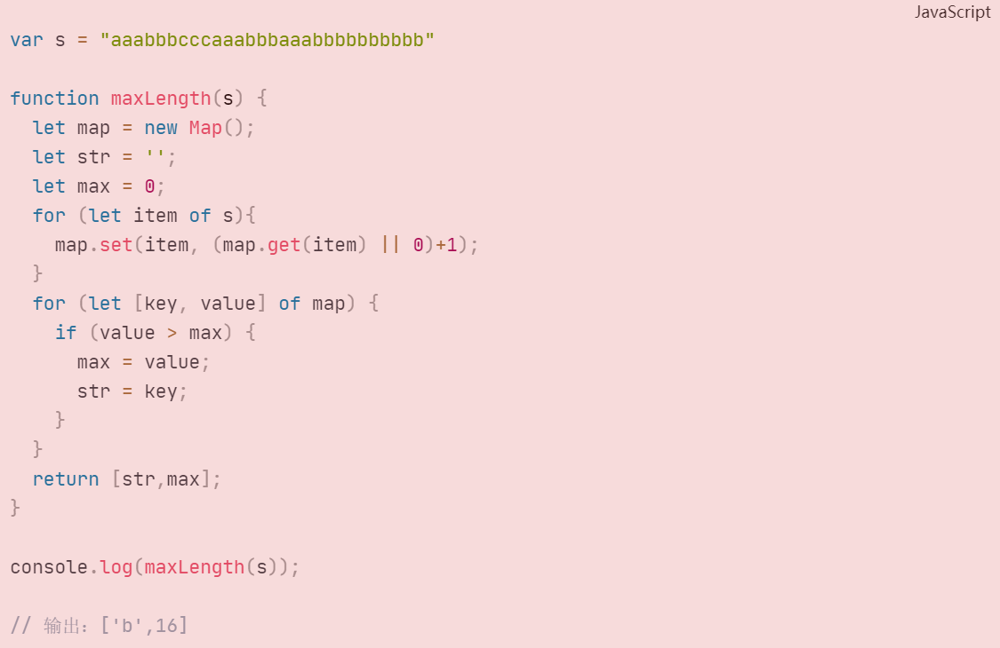 JavaScript
var s = "aaabbbcccaaabbbaaabbbbbbbbbb"
function maxLength(s) {
  let map = new Map();
  let str = '';
  let max = 0;
  for (let item of s){
    map.set(item, (map.get(item) || 0)+1);
  }
  for (let [key, value] of map) {
    if (value > max) {
      max = value;
      str = key;
    }
  }
  return [str,max];
}
console.log(maxLength(s));
// 输出：['b',16]